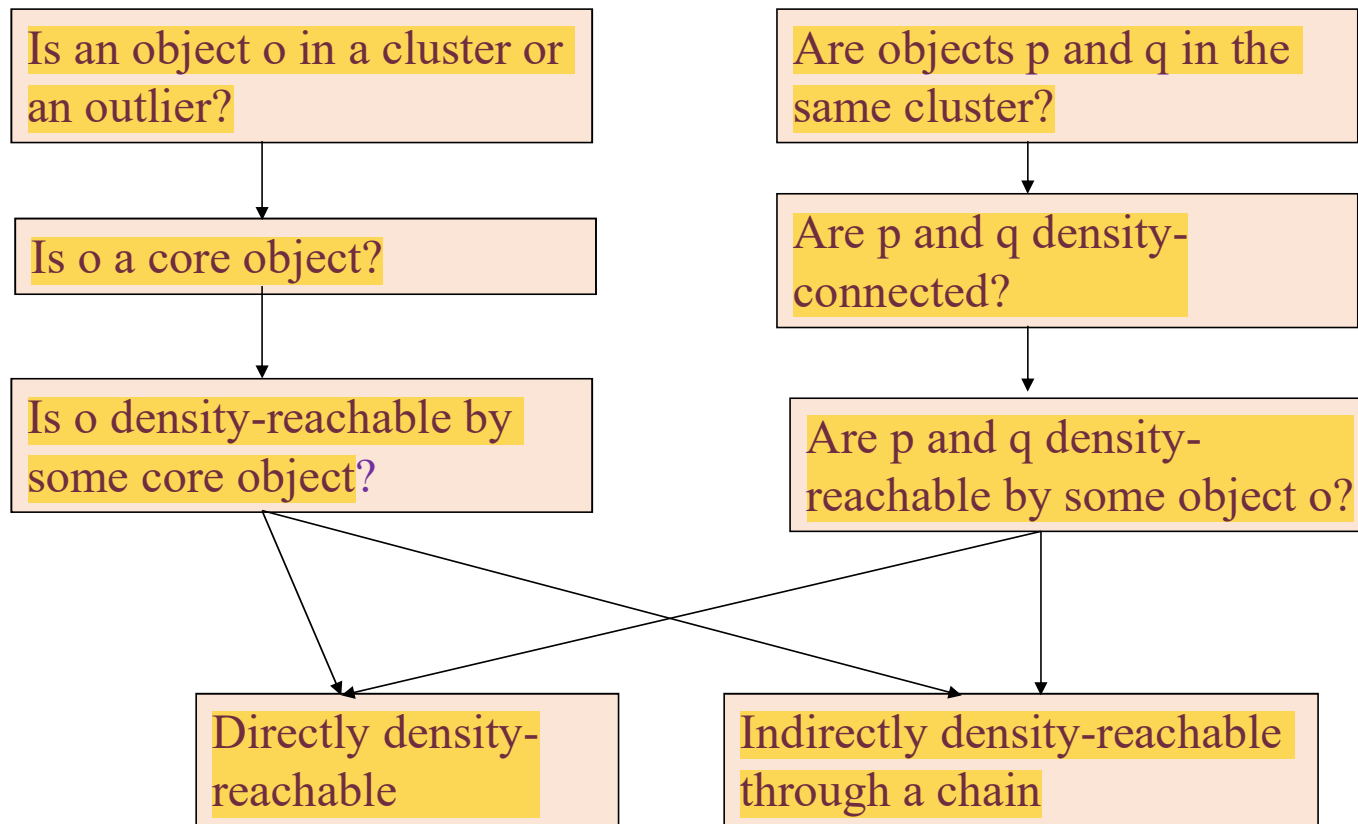 Is an object o in a cluster or
an outlier?
Are objects p and q in the
same cluster?
Is o a core object?
Are p and q density-
connected?
Is o density-reachable by
some core object?
Are p and q density-
reachable by some object o?
Directly density-
reachable
Indirectly density-reachable
through a chain